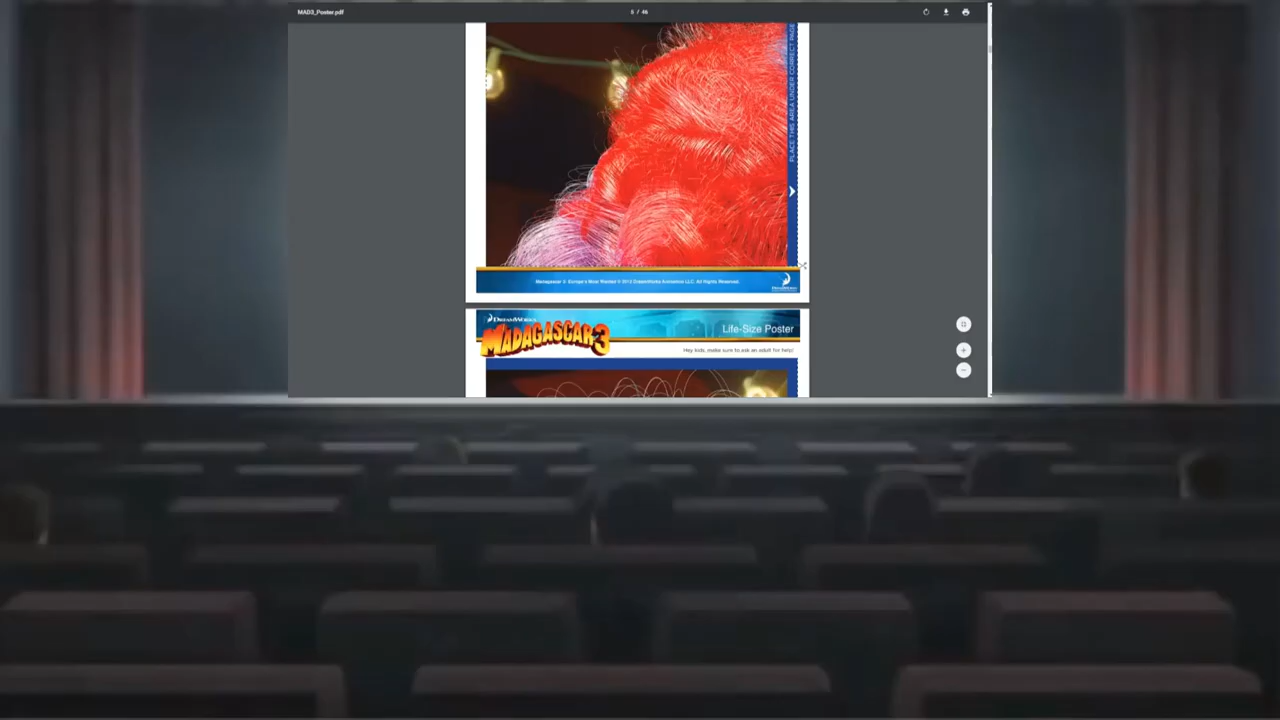 MAD3_Poster.pdf
6 / 46
PLACE THIS AREA UNDER CORRECT PAGE
Madagascar 3: Europe's Most Wanted © 2012 DreamWorks Animation LLC. All Rights Reserved.
DREAMWORKS
DREAMWORKS
MADAGASCAR 3
Life-Size Poster
Hey kids, make sure to ask an adult for help!